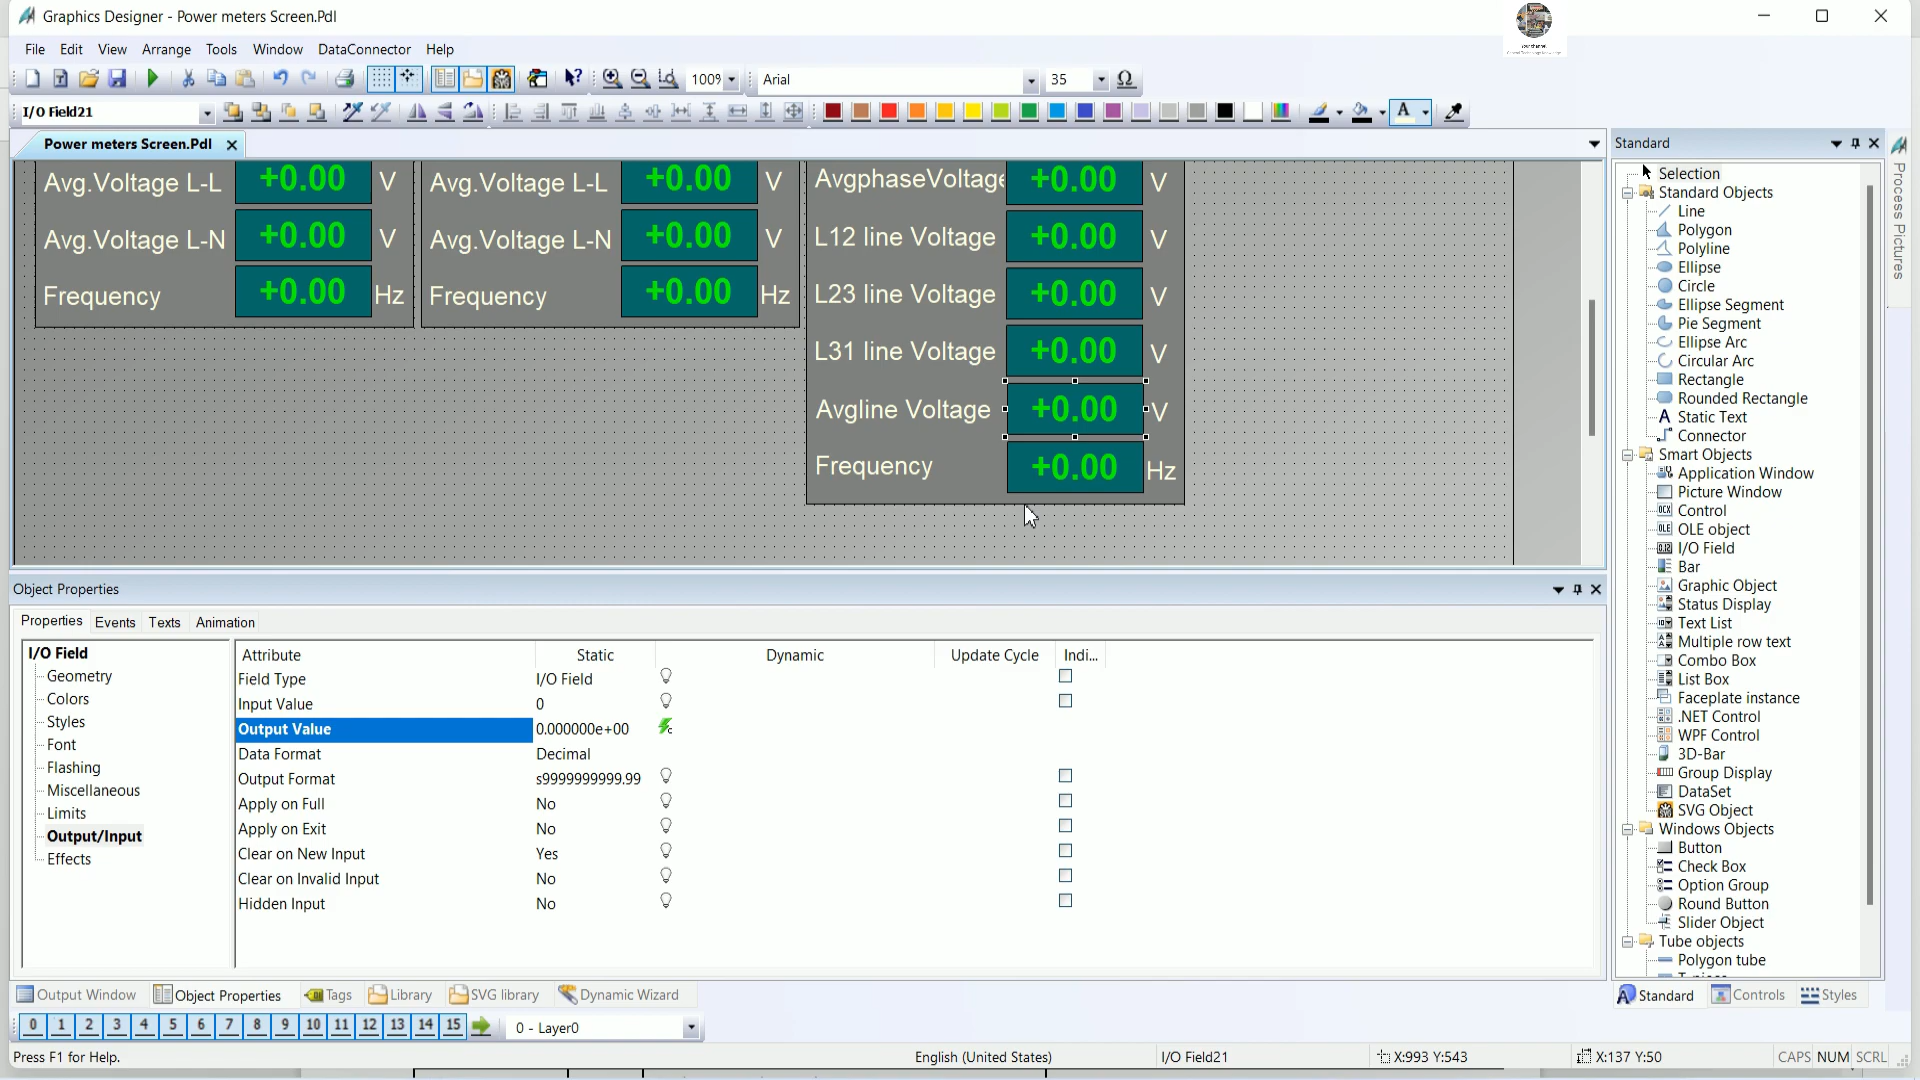 Graphics Designer - Power meters Screen.Pdl
File Edit View Arrange Tools Window DataConnector Help
100% Arial 35 Ω
I/O Field21 A
Power meters Screen.Pdl
Avg.Voltage L-L +0.00 V Avg.Voltage L-L +0.00 V AvgphaseVoltage +0.00 V
Avg.Voltage L-N +0.00 V Avg.Voltage L-N +0.00 V L12 line Voltage +0.00 V
Frequency +0.00 Hz Frequency +0.00 Hz L23 line Voltage +0.00 V
L31 line Voltage +0.00 V
Avgline Voltage +0.00 V
Frequency +0.00 Hz
Object Properties
Properties Events Texts Animation
I/O Field
Geometry
Colors
Styles
Font
Flashing
Miscellaneous
Limits
Output/Input
Effects
Attribute Static Dynamic Update Cycle Indi...
Field Type I/O Field
Input Value 0
Output Value 0.000000e+00
Data Format Decimal
Output Format s9999999999.99
Apply on Full No
Apply on Exit No
Clear on New Input Yes
Clear on Invalid Input No
Hidden Input No
Output Window Object Properties Tags Library SVG library Dynamic Wizard
0 1 2 3 4 5 6 7 8 9 10 11 12 13 14 15 0 - Layer0
Press F1 for Help. English (United States) I/O Field21 X:993 Y:543 X:137 Y:50 CAPS NUM SCRL
Standard
Selection
Standard Objects
Line
Polygon
Polyline
Ellipse
Circle
Ellipse Segment
Pie Segment
Ellipse Arc
Circular Arc
Rectangle
Rounded Rectangle
Static Text
Connector
Smart Objects
Application Window
Picture Window
Control
OLE object
I/O Field
Bar
Graphic Object
Status Display
Text List
Multiple row text
Combo Box
List Box
Faceplate instance
.NET Control
WPF Control
3D-Bar
Group Display
DataSet
SVG Object
Windows Objects
Button
Check Box
Option Group
Round Button
Slider Object
Tube objects
Polygon tube
Standard Controls Styles
Process Pictures